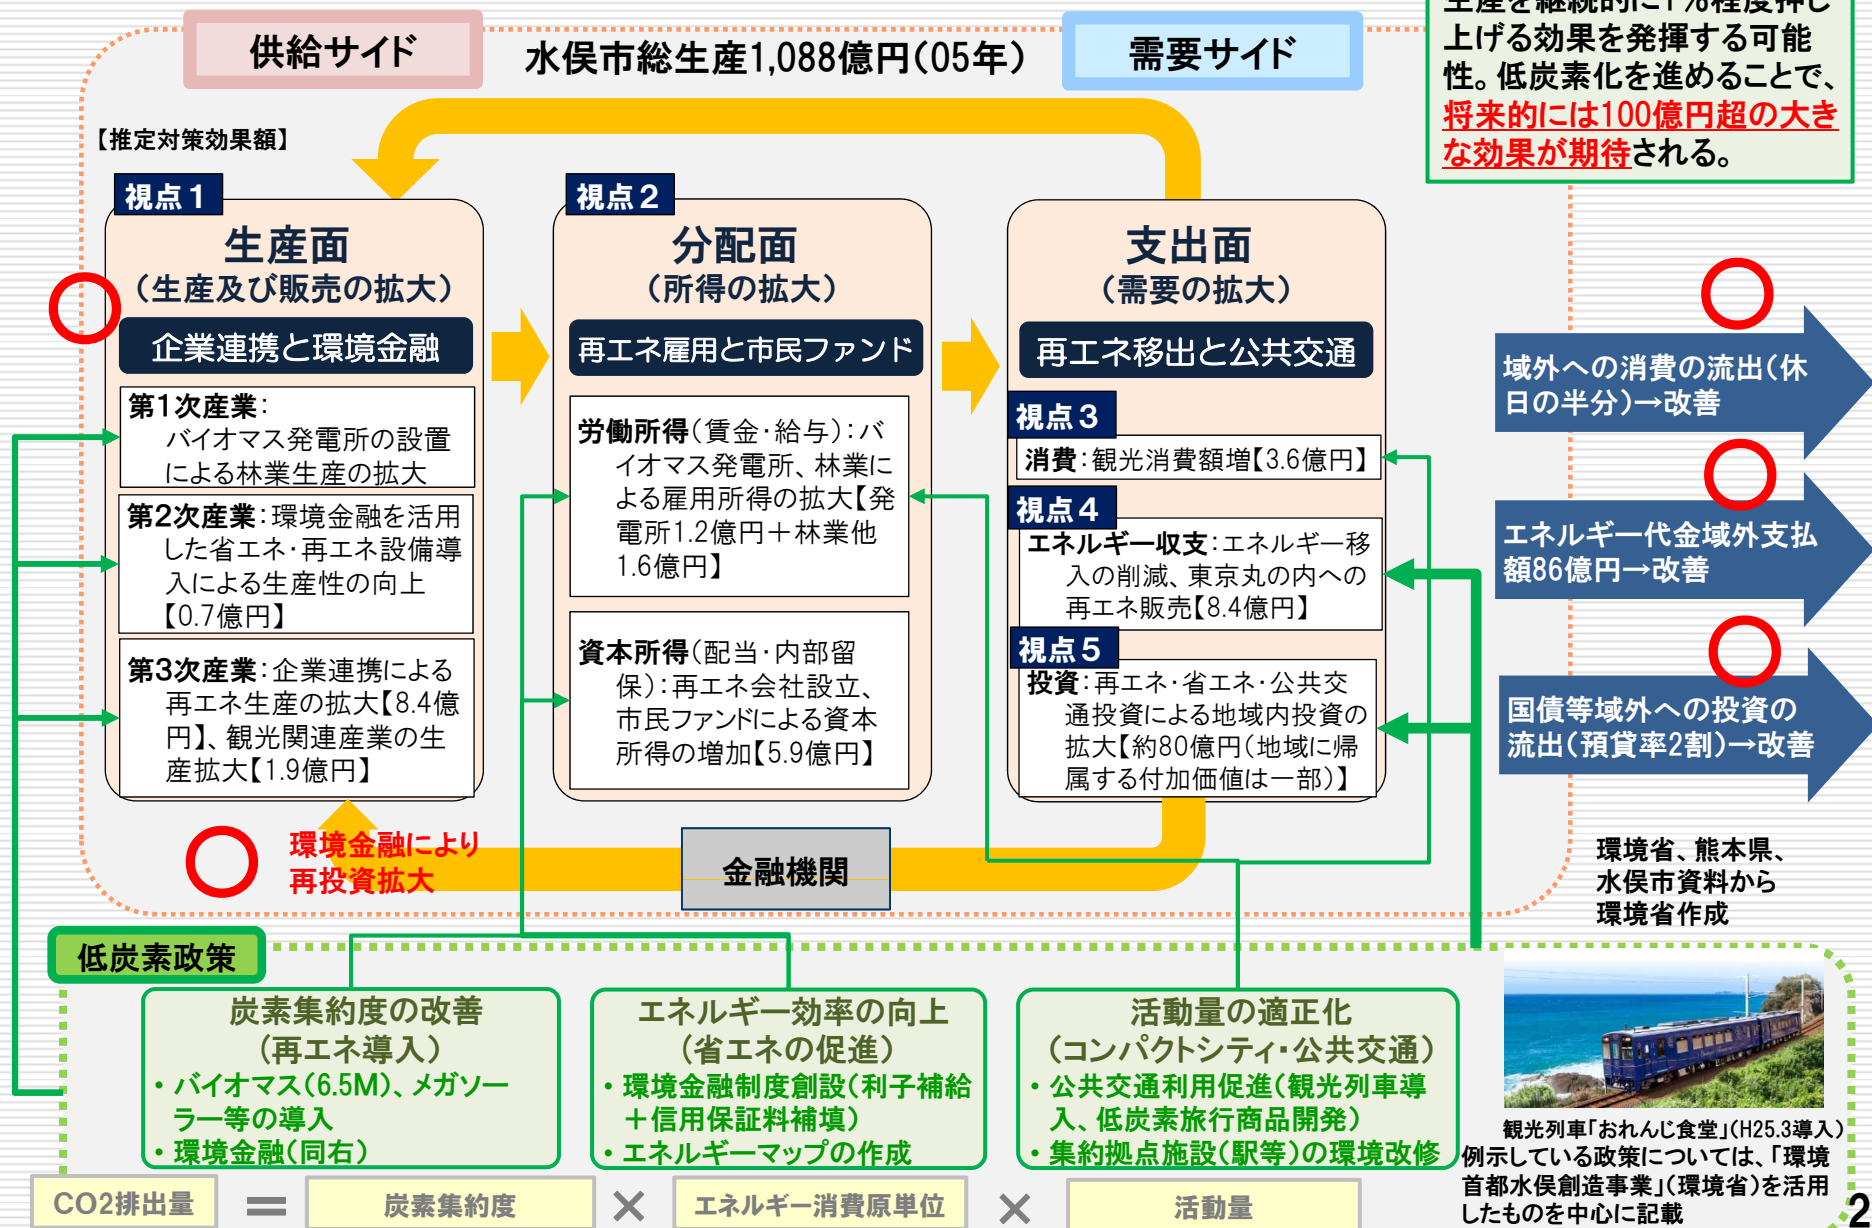 生産を継続的に1%程度押し
上げる効果を発揮する可能
性。低炭素化を進めることで、
将来的には100億円超の大き
な効果が期待される。
供給サイド
水俣市総生産1,088億円(05年)
需要サイド
【推定対策効果額】
視点1
生産面
(生産及び販売の拡大)
企業連携と環境金融
第1次産業:
バイオマス発電所の設置
による林業生産の拡大
第2次産業:環境金融を活用
した省エネ・再エネ設備導
入による生産性の向上
【0.7億円】
第3次産業:企業連携による
再エネ生産の拡大【8.4億
円】、観光関連産業の生
産拡大【1.9億円】
視点2
分配面
(所得の拡大)
再エネ雇用と市民ファンド
労働所得(賃金・給与):バ
イオマス発電所、林業に
よる雇用所得の拡大【発
電所1.2億円+林業他
1.6億円】
資本所得(配当・内部留
保):再エネ会社設立、
市民ファンドによる資本
所得の増加【5.9億円】
支出面
(需要の拡大)
再エネ移出と公共交通
視点3
消費:観光消費額増【3.6億円】
視点4
エネルギー収支:エネルギー移
入の削減、東京丸の内への
再エネ販売【8.4億円】
視点5
投資:再エネ・省エネ・公共交
通投資による地域内投資の
拡大【約80億円(地域に帰
属する付加価値は一部)】
域外への消費の流出(休
日の半分)→改善
エネルギー代金域外支払
額86億円→改善
国債等域外への投資の
流出(預貸率2割)→改善
環境金融により
再投資拡大
金融機関
環境省、熊本県、
水俣市資料から
環境省作成
低炭素政策
炭素集約度の改善
(再エネ導入)
・バイオマス(6.5M)、メガソー
ラー等の導入
・環境金融(同右)
エネルギー効率の向上
(省エネの促進)
・環境金融制度創設(利子補給
+信用保証料補填)
・エネルギーマップの作成
活動量の適正化
(コンパクトシティ・公共交通)
・公共交通利用促進(観光列車導
入、低炭素旅行商品開発)
・集約拠点施設(駅等)の環境改修
観光列車「おれんじ食堂」(H25.3導入)
例示している政策については、「環境
首都水俣創造事業」(環境省)を活用
したものを中心に記載
CO2排出量 = 炭素集約度 × エネルギー消費原単位 × 活動量
2